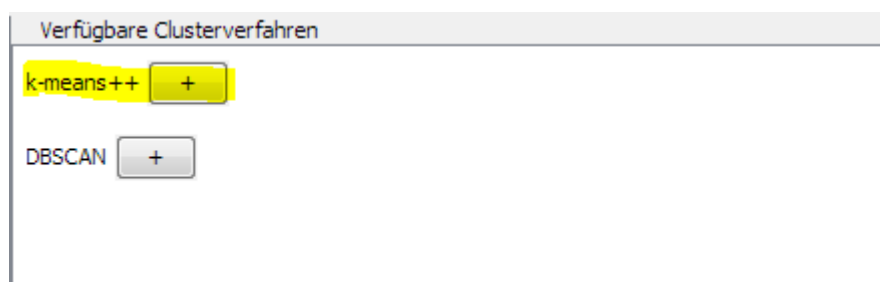 Verfügbare Clusterverfahren
k-means++ +
DBSCAN +